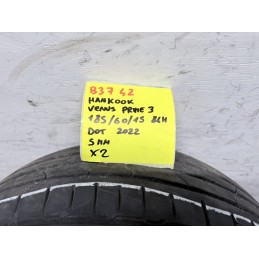 837 42
HANKOOK
VENUS PRIME 3
185/60/15 84H
DOT 2022
5MM
X2